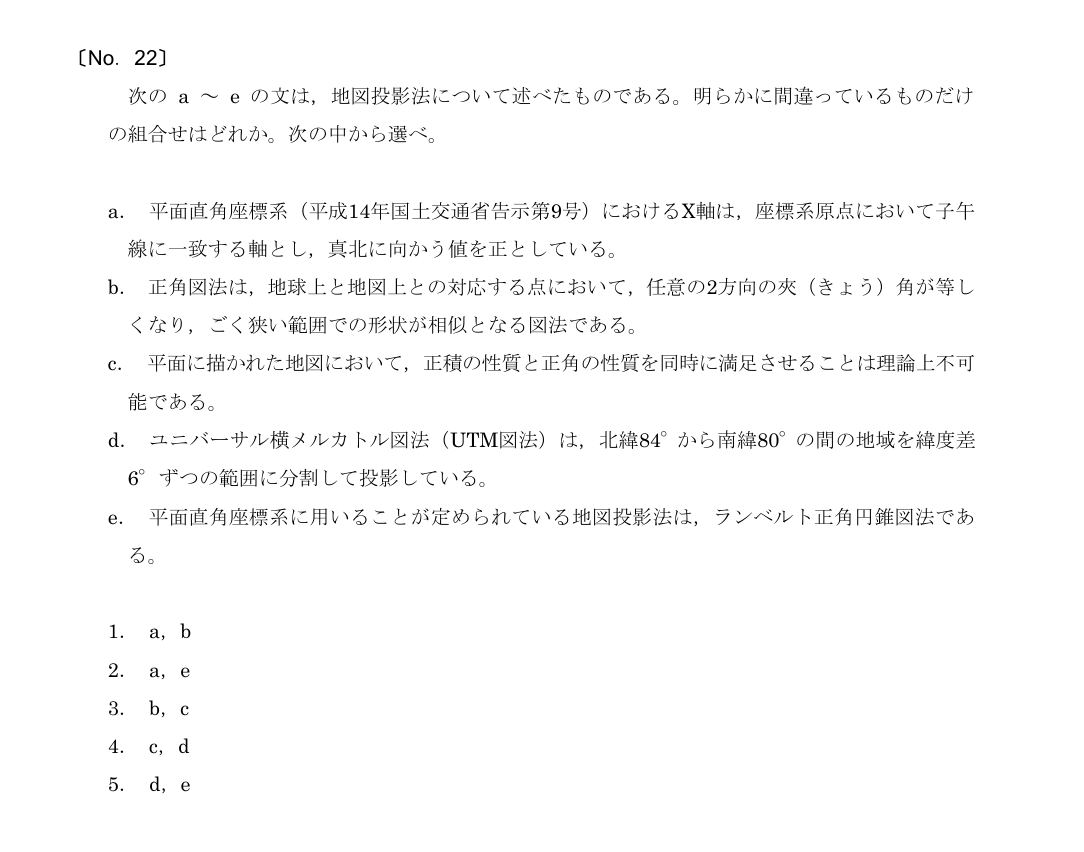 〔No. 22〕
次の a ～ e の文は，地図投影法について述べたものである。明らかに間違っているものだけ
の組合せはどれか。次の中から選べ。
a. 平面直角座標系（平成14年国土交通省告示第9号）におけるX軸は，座標系原点において子午
線に一致する軸とし，真北に向かう値を正としている。
b. 正角図法は，地球上と地図上との対応する点において，任意の2方向の夾（きょう）角が等し
くなり，ごく狭い範囲での形状が相似となる図法である。
c. 平面に描かれた地図において，正積の性質と正角の性質を同時に満足させることは理論上不可
能である。
d. ユニバーサル横メルカトル図法（UTM図法）は，北緯84°から南緯80°の間の地域を緯度差
6°ずつの範囲に分割して投影している。
e. 平面直角座標系に用いることが定められている地図投影法は，ランベルト正角円錐図法であ
る。
1. a，b
2. a，e
3. b，c
4. c，d
5. d，e